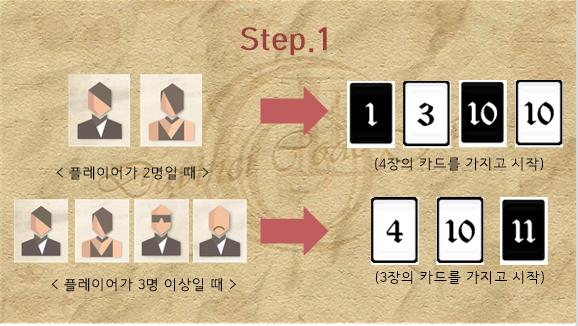 Step.1
1 3 10 10
< 플레이어가 2명일 때 >
(4장의 카드를 가지고 시작)
4 10 11
< 플레이어가 3명 이상일 때 >
(3장의 카드를 가지고 시작)